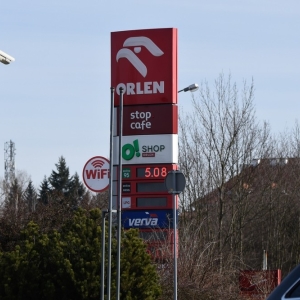 ORLEN
stop
cafe
O! SHOP
WiFi
5.08
verva